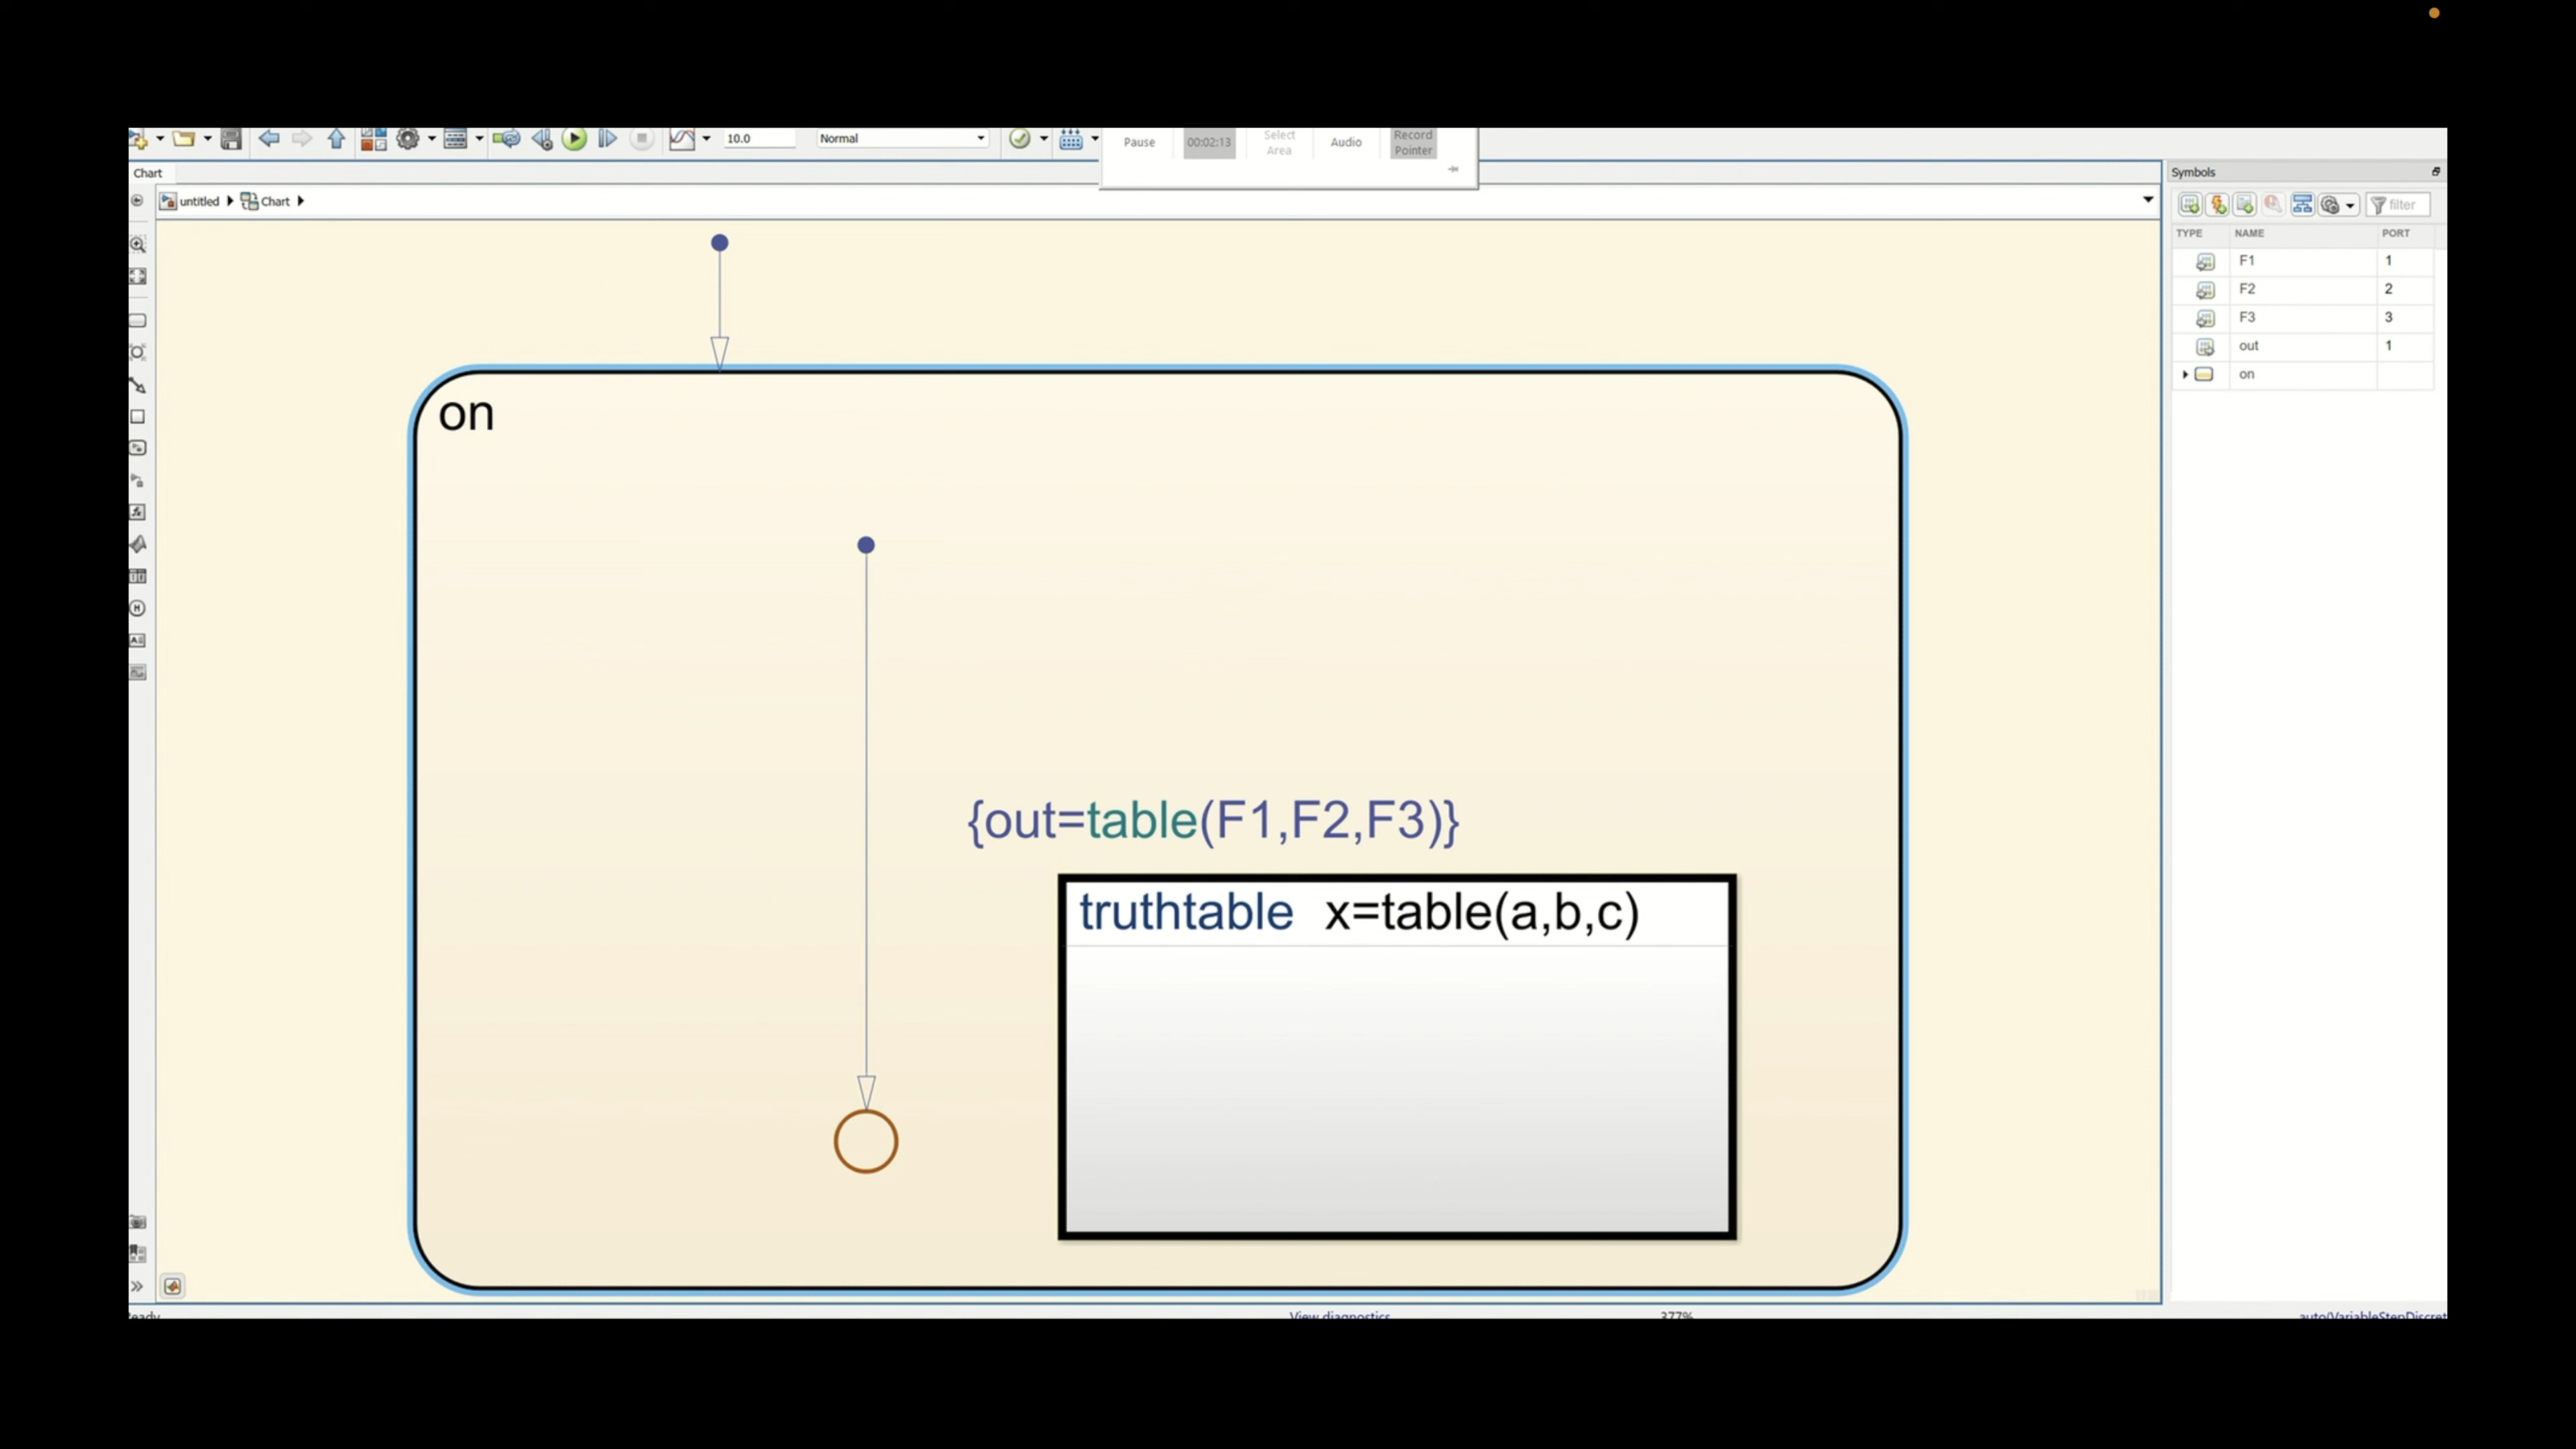 10.0
Normal
Pause
00:02:13
Select
Area
Audio
Record
Pointer
Chart
untitled
Chart
Symbols
filter
TYPE NAME PORT
F1 1
F2 2
F3 3
out 1
on
on
{out=table(F1,F2,F3)}
truthtable x=table(a,b,c)
View diagnostics
377%